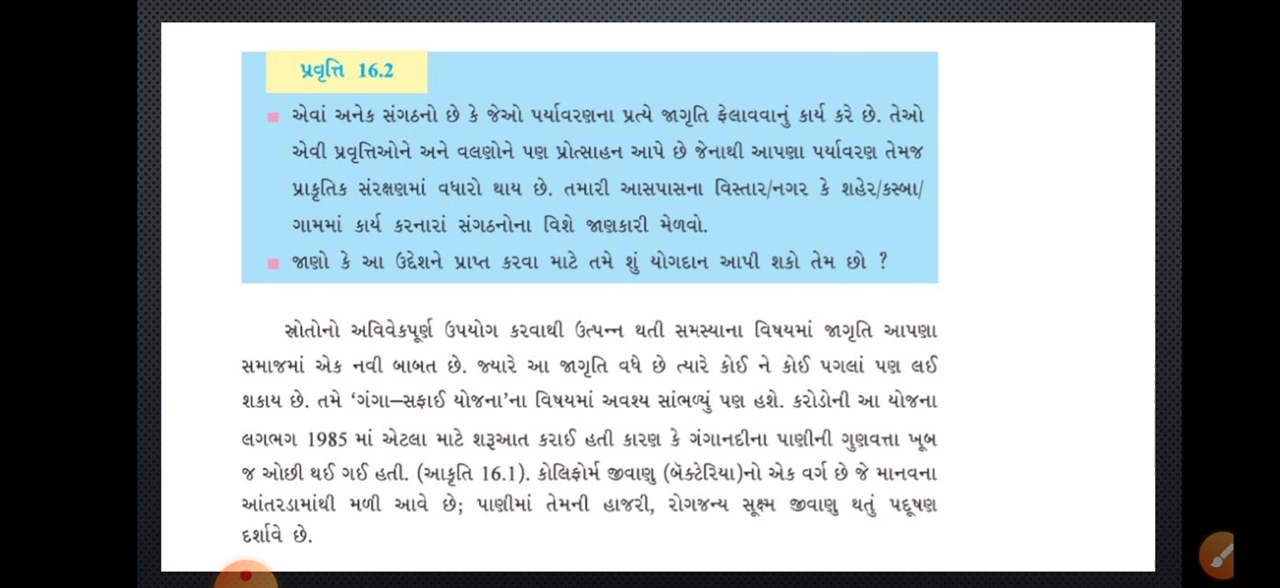 પ્રવૃત્તિ 16.2
એવાં અનેક સંગઠનો છે કે જેઓ પર્યાવરણના પ્રત્યે જાગૃતિ ફેલાવવાનું કાર્ય કરે છે. તેઓ
એવી પ્રવૃત્તિઓને અને વલણોને પણ પ્રોત્સાહન આપે છે જેનાથી આપણા પર્યાવરણ તેમજ
પ્રાકૃતિક સંરક્ષણમાં વધારો થાય છે. તમારી આસપાસના વિસ્તાર/નગર કે શહેર/કસ્બા/
ગામમાં કાર્ય કરનારાં સંગઠનોના વિશે જાણકારી મેળવો.
જાણો કે આ ઉદ્દેશને પ્રાપ્ત કરવા માટે તમે શું યોગદાન આપી શકો તેમ છો ?
સ્રોતોનો અવિવેકપૂર્ણ ઉપયોગ કરવાથી ઉત્પન્ન થતી સમસ્યાના વિષયમાં જાગૃતિ આપણા
સમાજમાં એક નવી બાબત છે. જ્યારે આ જાગૃતિ વધે છે ત્યારે કોઈ ને કોઈ પગલાં પણ લઈ
શકાય છે. તમે ‘ગંગા–સફાઈ યોજના’ના વિષયમાં અવશ્ય સાંભળ્યું પણ હશે. કરોડોની આ યોજના
લગભગ 1985 માં એટલા માટે શરૂઆત કરાઈ હતી કારણ કે ગંગાનદીના પાણીની ગુણવત્તા ખૂબ
જ ઓછી થઈ ગઈ હતી. (આકૃતિ 16.1). કોલિફોર્મ જીવાણુ (બૅક્ટેરિયા)નો એક વર્ગ છે જે માનવના
આંતરડામાંથી મળી આવે છે; પાણીમાં તેમની હાજરી, રોગજન્ય સૂક્ષ્મ જીવાણુ થતું પદૂષણ
દર્શાવે છે.